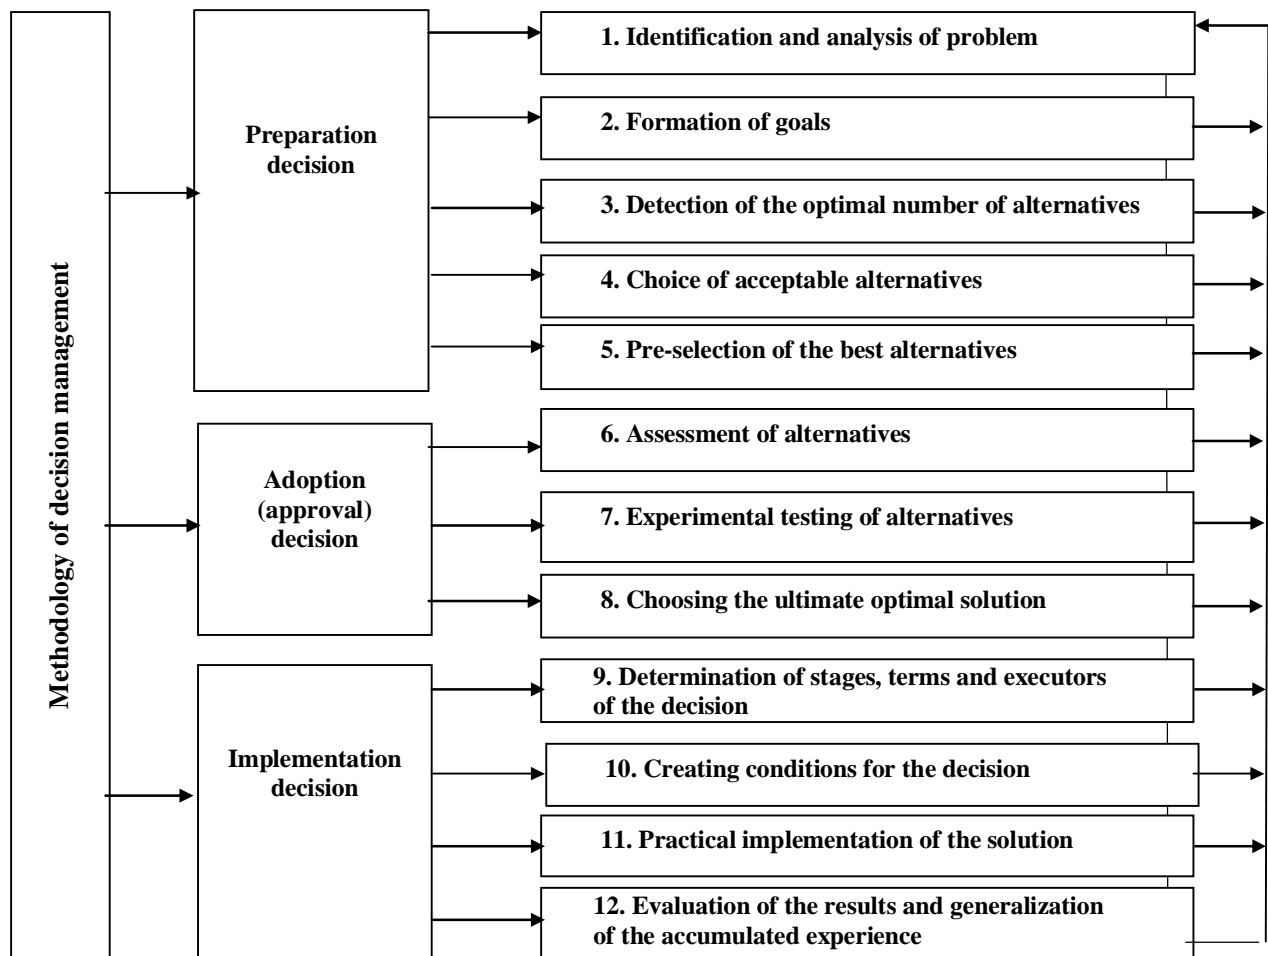 Methodology of decision management
Preparation
decision
1. Identification and analysis of problem
2. Formation of goals
3. Detection of the optimal number of alternatives
4. Choice of acceptable alternatives
5. Pre-selection of the best alternatives
Adoption
(approval)
decision
6. Assessment of alternatives
7. Experimental testing of alternatives
8. Choosing the ultimate optimal solution
Implementation
decision
9. Determination of stages, terms and executors
of the decision
10. Creating conditions for the decision
11. Practical implementation of the solution
12. Evaluation of the results and generalization
of the accumulated experience